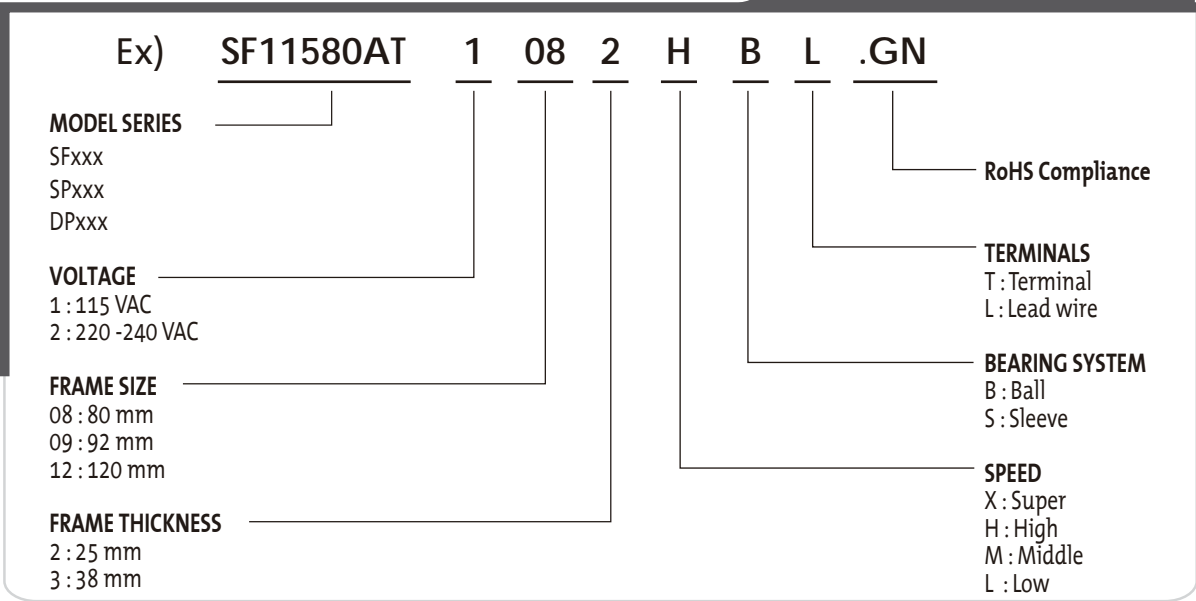 Ex) SF11580AT 1 08 2 H B L .GN
MODEL SERIES
SFxxx
SPxxx
DPxxx
VOLTAGE
1 : 115 VAC
2 : 220 -240 VAC
FRAME SIZE
08 : 80 mm
09 : 92 mm
12 : 120 mm
FRAME THICKNESS
2 : 25 mm
3 : 38 mm
RoHS Compliance
TERMINALS
T : Terminal
L : Lead wire
BEARING SYSTEM
B : Ball
S : Sleeve
SPEED
X : Super
H : High
M : Middle
L : Low